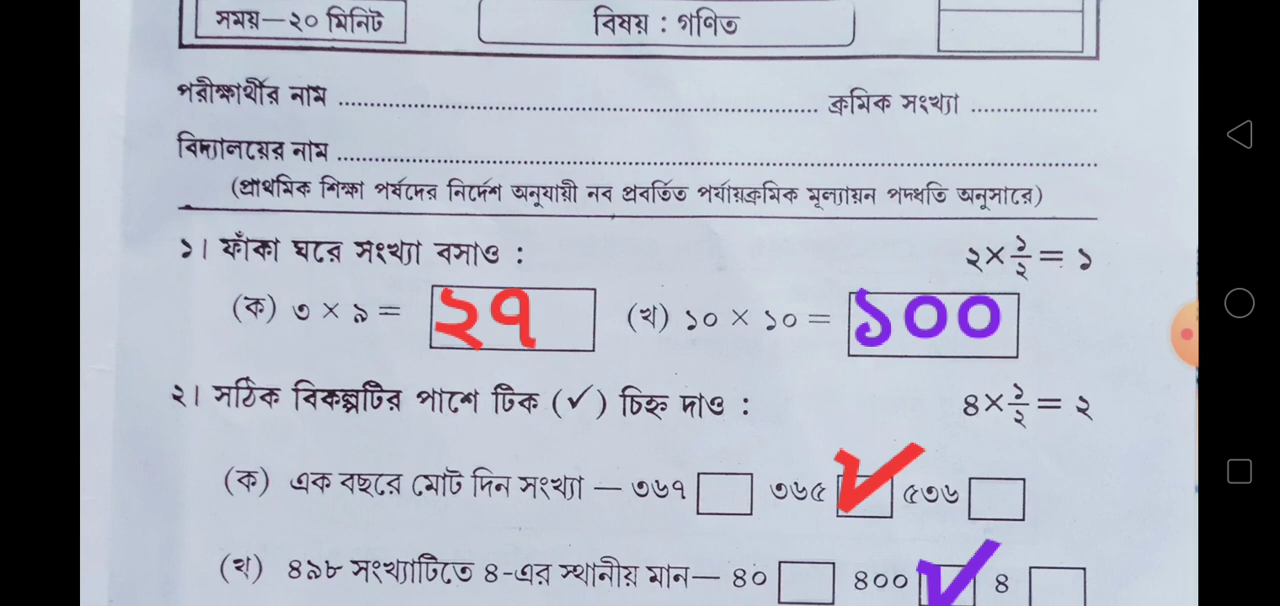 সময়—২০ মিনিট বিষয় : গণিত
পরীক্ষার্থীর নাম ........................ ক্রমিক সংখ্যা ................
বিদ্যালয়ের নাম ........................
(প্রাথমিক শিক্ষা পর্ষদের নির্দেশ অনুযায়ী নব প্রবর্তিত পর্যায়ক্রমিক মূল্যায়ন পদ্ধতি অনুসারে)
১। ফাঁকা ঘরে সংখ্যা বসাও : ২ × ১/২ = ১
(ক) ৩ × ৯ = ২৭ (খ) ১০ × ১০ = ১০০
২। সঠিক বিকল্পটির পাশে টিক (✓) চিহ্ন দাও : ৪ × ১/২ = ২
(ক) এক বছরে মোট দিন সংখ্যা — ৩৬৭ ☐ ৩৬৫ ✓ ৫৩৬ ☐
(খ) ৪৯৮ সংখ্যাটিতে ৪-এর স্থানীয় মান— ৪০ ☐ ৪০০ ✓ ৪ ☐